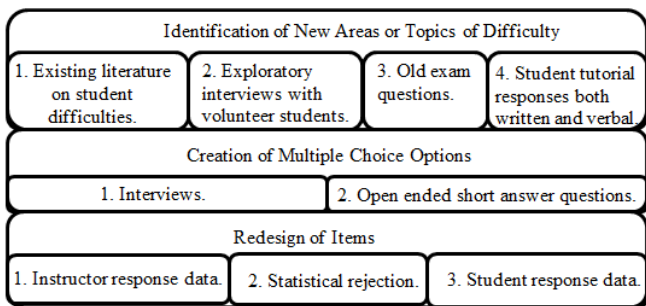 Identification of New Areas or Topics of Difficulty
1. Existing literature
on student
difficulties.
2. Exploratory
interviews with
volunteer students.
3. Old exam
questions.
4. Student tutorial
responses both
written and verbal.
Creation of Multiple Choice Options
1. Interviews.
2. Open ended short answer questions.
Redesign of Items
1. Instructor response data.
2. Statistical rejection.
3. Student response data.